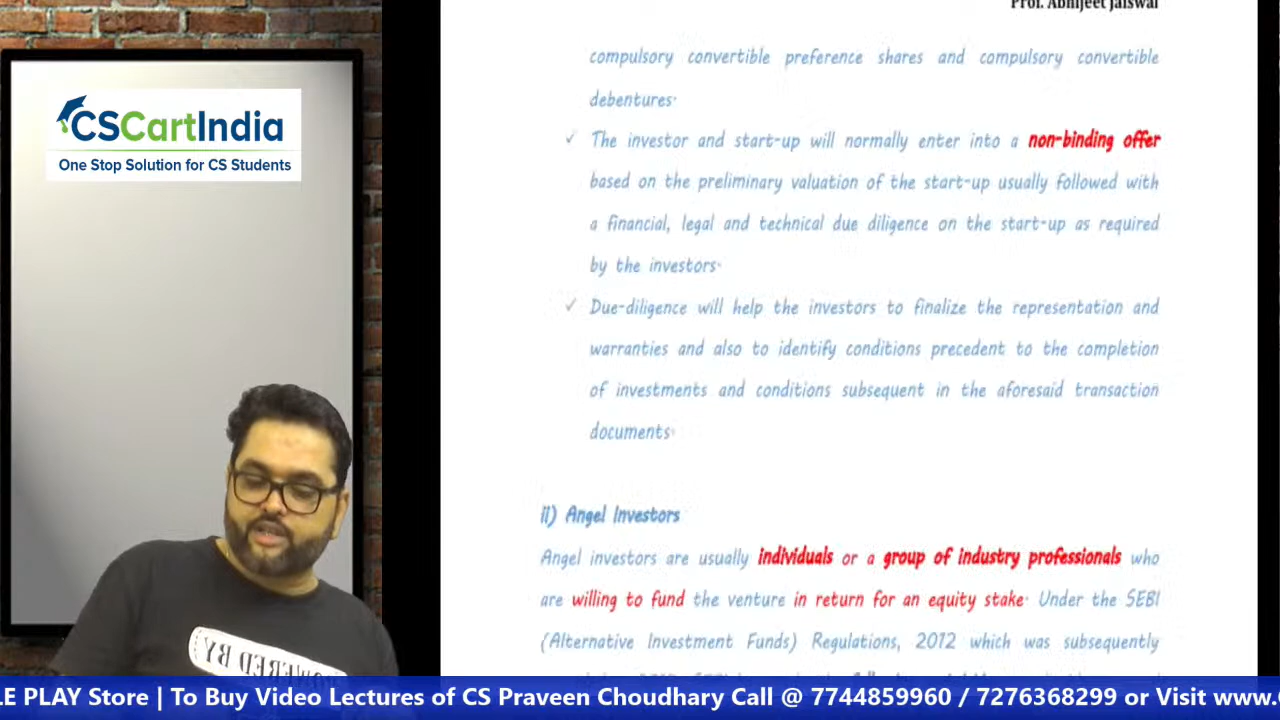 Prof. Abhijeet Jaiswal
CSCartIndia
One Stop Solution for CS Students
compulsory convertible preference shares and compulsory convertible
debentures.
✓ The investor and start-up will normally enter into a non-binding offer
based on the preliminary valuation of the start-up usually followed with
a financial, legal and technical due diligence on the start-up as required
by the investors.
✓ Due-diligence will help the investors to finalize the representation and
warranties and also to identify conditions precedent to the completion
of investments and conditions subsequent in the aforesaid transaction
documents.
ii) Angel Investors
Angel investors are usually individuals or a group of industry professionals who
are willing to fund the venture in return for an equity stake. Under the SEBI
(Alternative Investment Funds) Regulations, 2012 which was subsequently
POWERED BY
LE PLAY Store | To Buy Video Lectures of CS Praveen Choudhary Call @ 7744859960 / 7276368299 or Visit www.